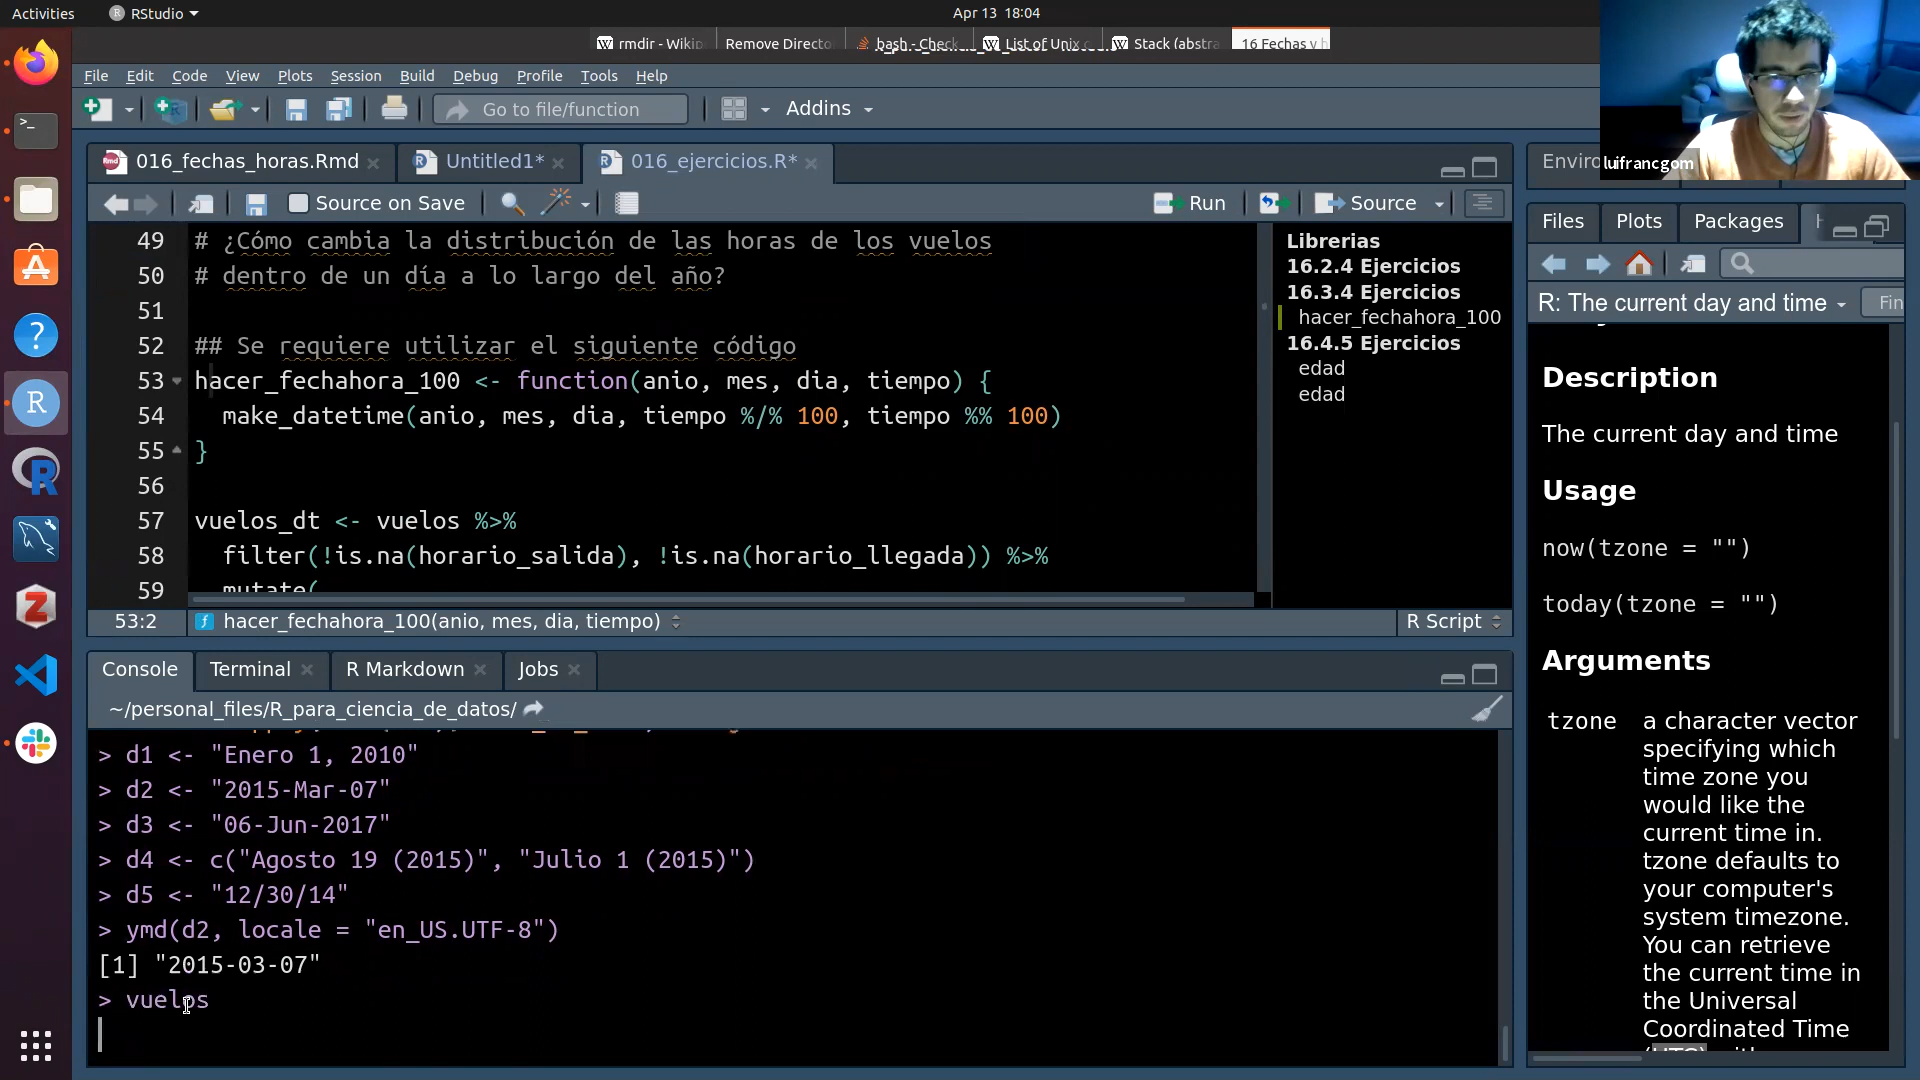 Activities
RStudio
Apr 13 18:04
rmdir - Wikip
Remove Directo
bash - Check
List of Unix c
Stack (abstra
16 Fechas y h
File Edit Code View Plots Session Build Debug Profile Tools Help
Go to file/function
Addins
luifrancgom
016_fechas_horas.Rmd
Untitled1*
016_ejercicios.R*
Enviro
Source on Save
Run
Source
Files
Plots
Packages
49 # ¿Cómo cambia la distribución de las horas de los vuelos
50 # dentro de un día a lo largo del año?
51
52 ## Se requiere utilizar el siguiente código
53 hacer_fechahora_100 <- function(anio, mes, dia, tiempo) {
54 make_datetime(anio, mes, dia, tiempo %/% 100, tiempo %% 100)
55 }
56
57 vuelos_dt <- vuelos %>%
58 filter(!is.na(horario_salida), !is.na(horario_llegada)) %>%
59 mutate(
53:2
hacer_fechahora_100(anio, mes, dia, tiempo)
R Script
Librerias
16.2.4 Ejercicios
16.3.4 Ejercicios
hacer_fechahora_100
16.4.5 Ejercicios
edad
edad
Console
Terminal
R Markdown
Jobs
~/personal_files/R_para_ciencia_de_datos/
> d1 <- "Enero 1, 2010"
> d2 <- "2015-Mar-07"
> d3 <- "06-Jun-2017"
> d4 <- c("Agosto 19 (2015)", "Julio 1 (2015)")
> d5 <- "12/30/14"
> ymd(d2, locale = "en_US.UTF-8")
[1] "2015-03-07"
> vuelos
R: The current day and time
Fin
Description
The current day and time
Usage
now(tzone = "")
today(tzone = "")
Arguments
tzone
a character vector
specifying which
time zone you
would like the
current time in.
tzone defaults to
your computer's
system timezone.
You can retrieve
the current time in
the Universal
Coordinated Time